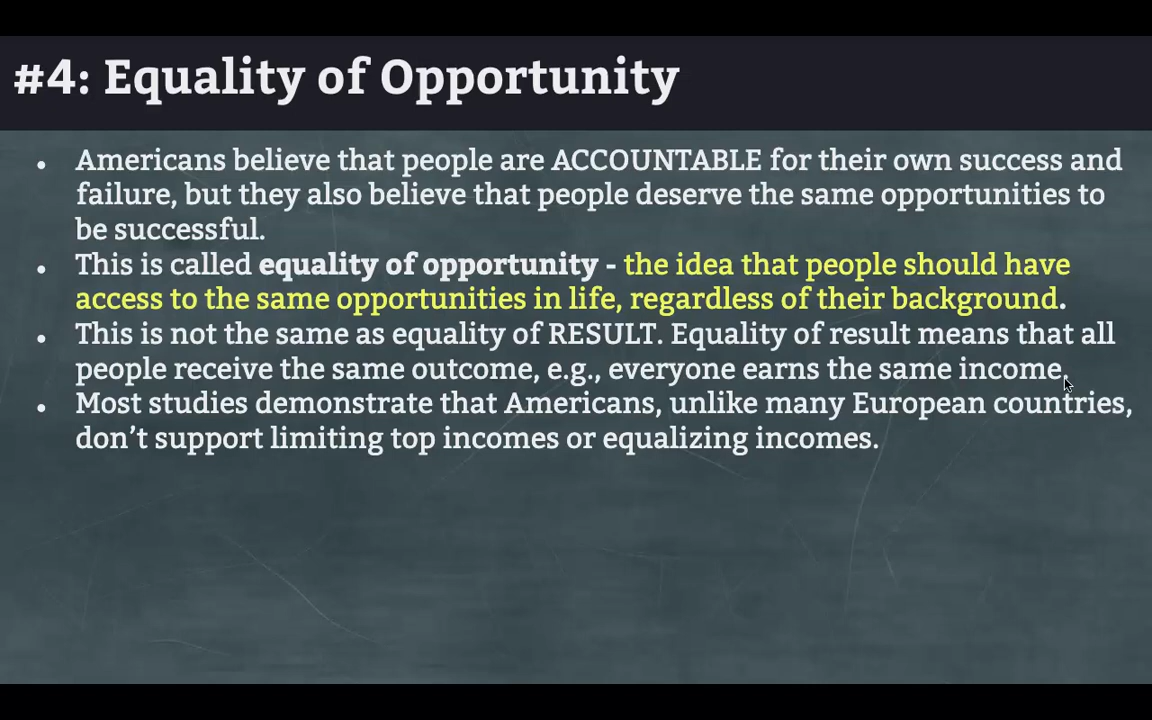 #4: Equality of Opportunity
• Americans believe that people are ACCOUNTABLE for their own success and
failure, but they also believe that people deserve the same opportunities to
be successful.
• This is called equality of opportunity - the idea that people should have
access to the same opportunities in life, regardless of their background.
• This is not the same as equality of RESULT. Equality of result means that all
people receive the same outcome, e.g., everyone earns the same income.
• Most studies demonstrate that Americans, unlike many European countries,
don’t support limiting top incomes or equalizing incomes.